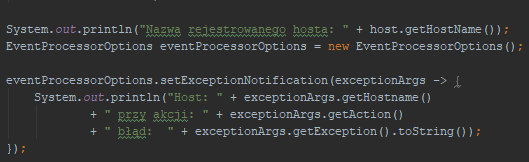 System.out.println("Nazwa rejestrowanego hosta: " + host.getHostName());
EventProcessorOptions eventProcessorOptions = new EventProcessorOptions();
eventProcessorOptions.setExceptionNotification(exceptionArgs -> {
System.out.println("Host: " + exceptionArgs.getHostname()
+ " przy akcji: " + exceptionArgs.getAction()
+ " bład:  " + exceptionArgs.getException().toString());
});